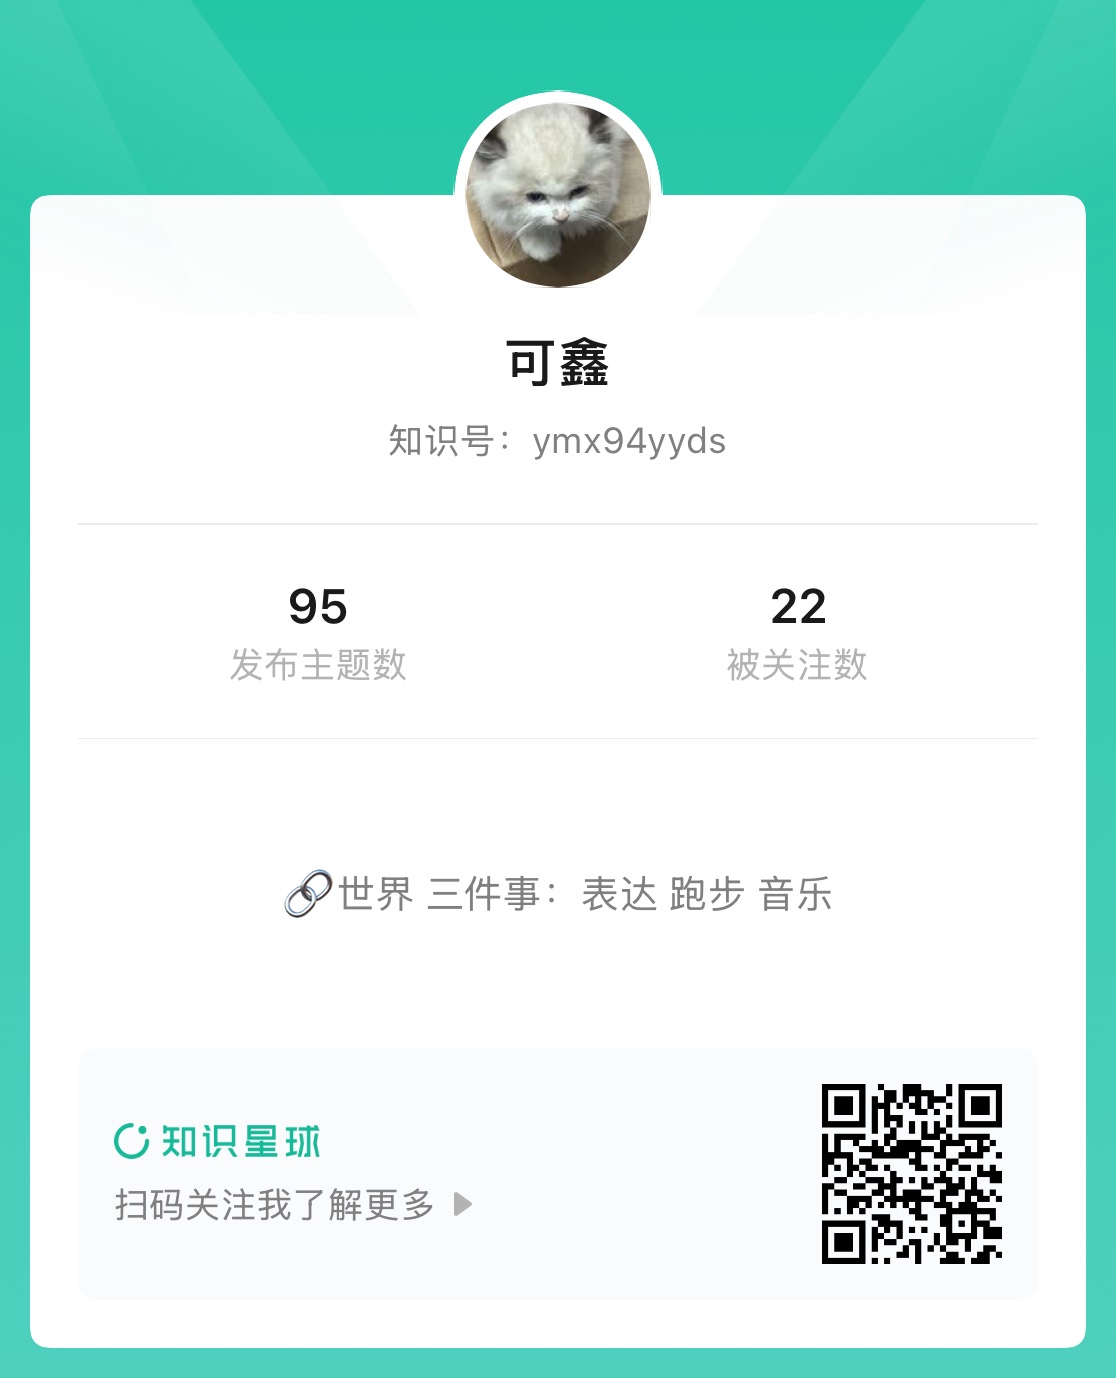 可鑫
知识号：ymx94yyds
95
发布主题数
22
被关注数
🔗世界 三件事：表达 跑步 音乐
知识星球
扫码关注我了解更多